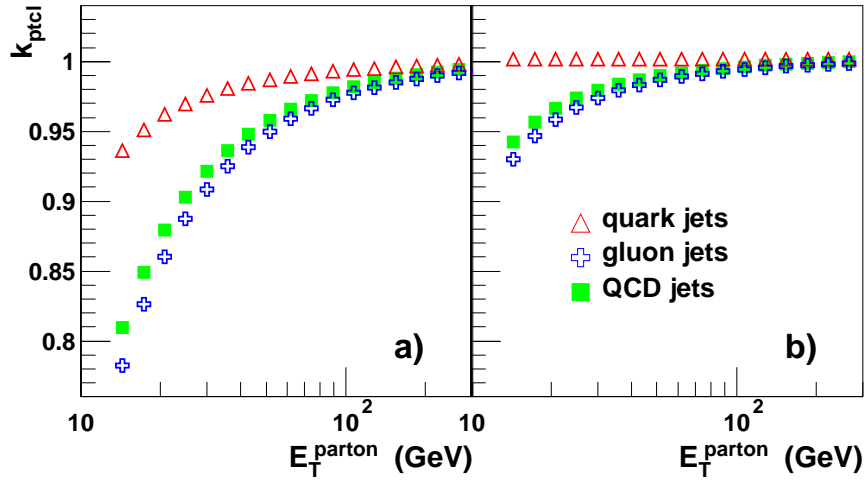 k_ptcl
1
0.95
0.9
0.85
0.8
quark jets
gluon jets
QCD jets
a)
b)
10
10^2
10
10^2
E_T^parton (GeV)
E_T^parton (GeV)